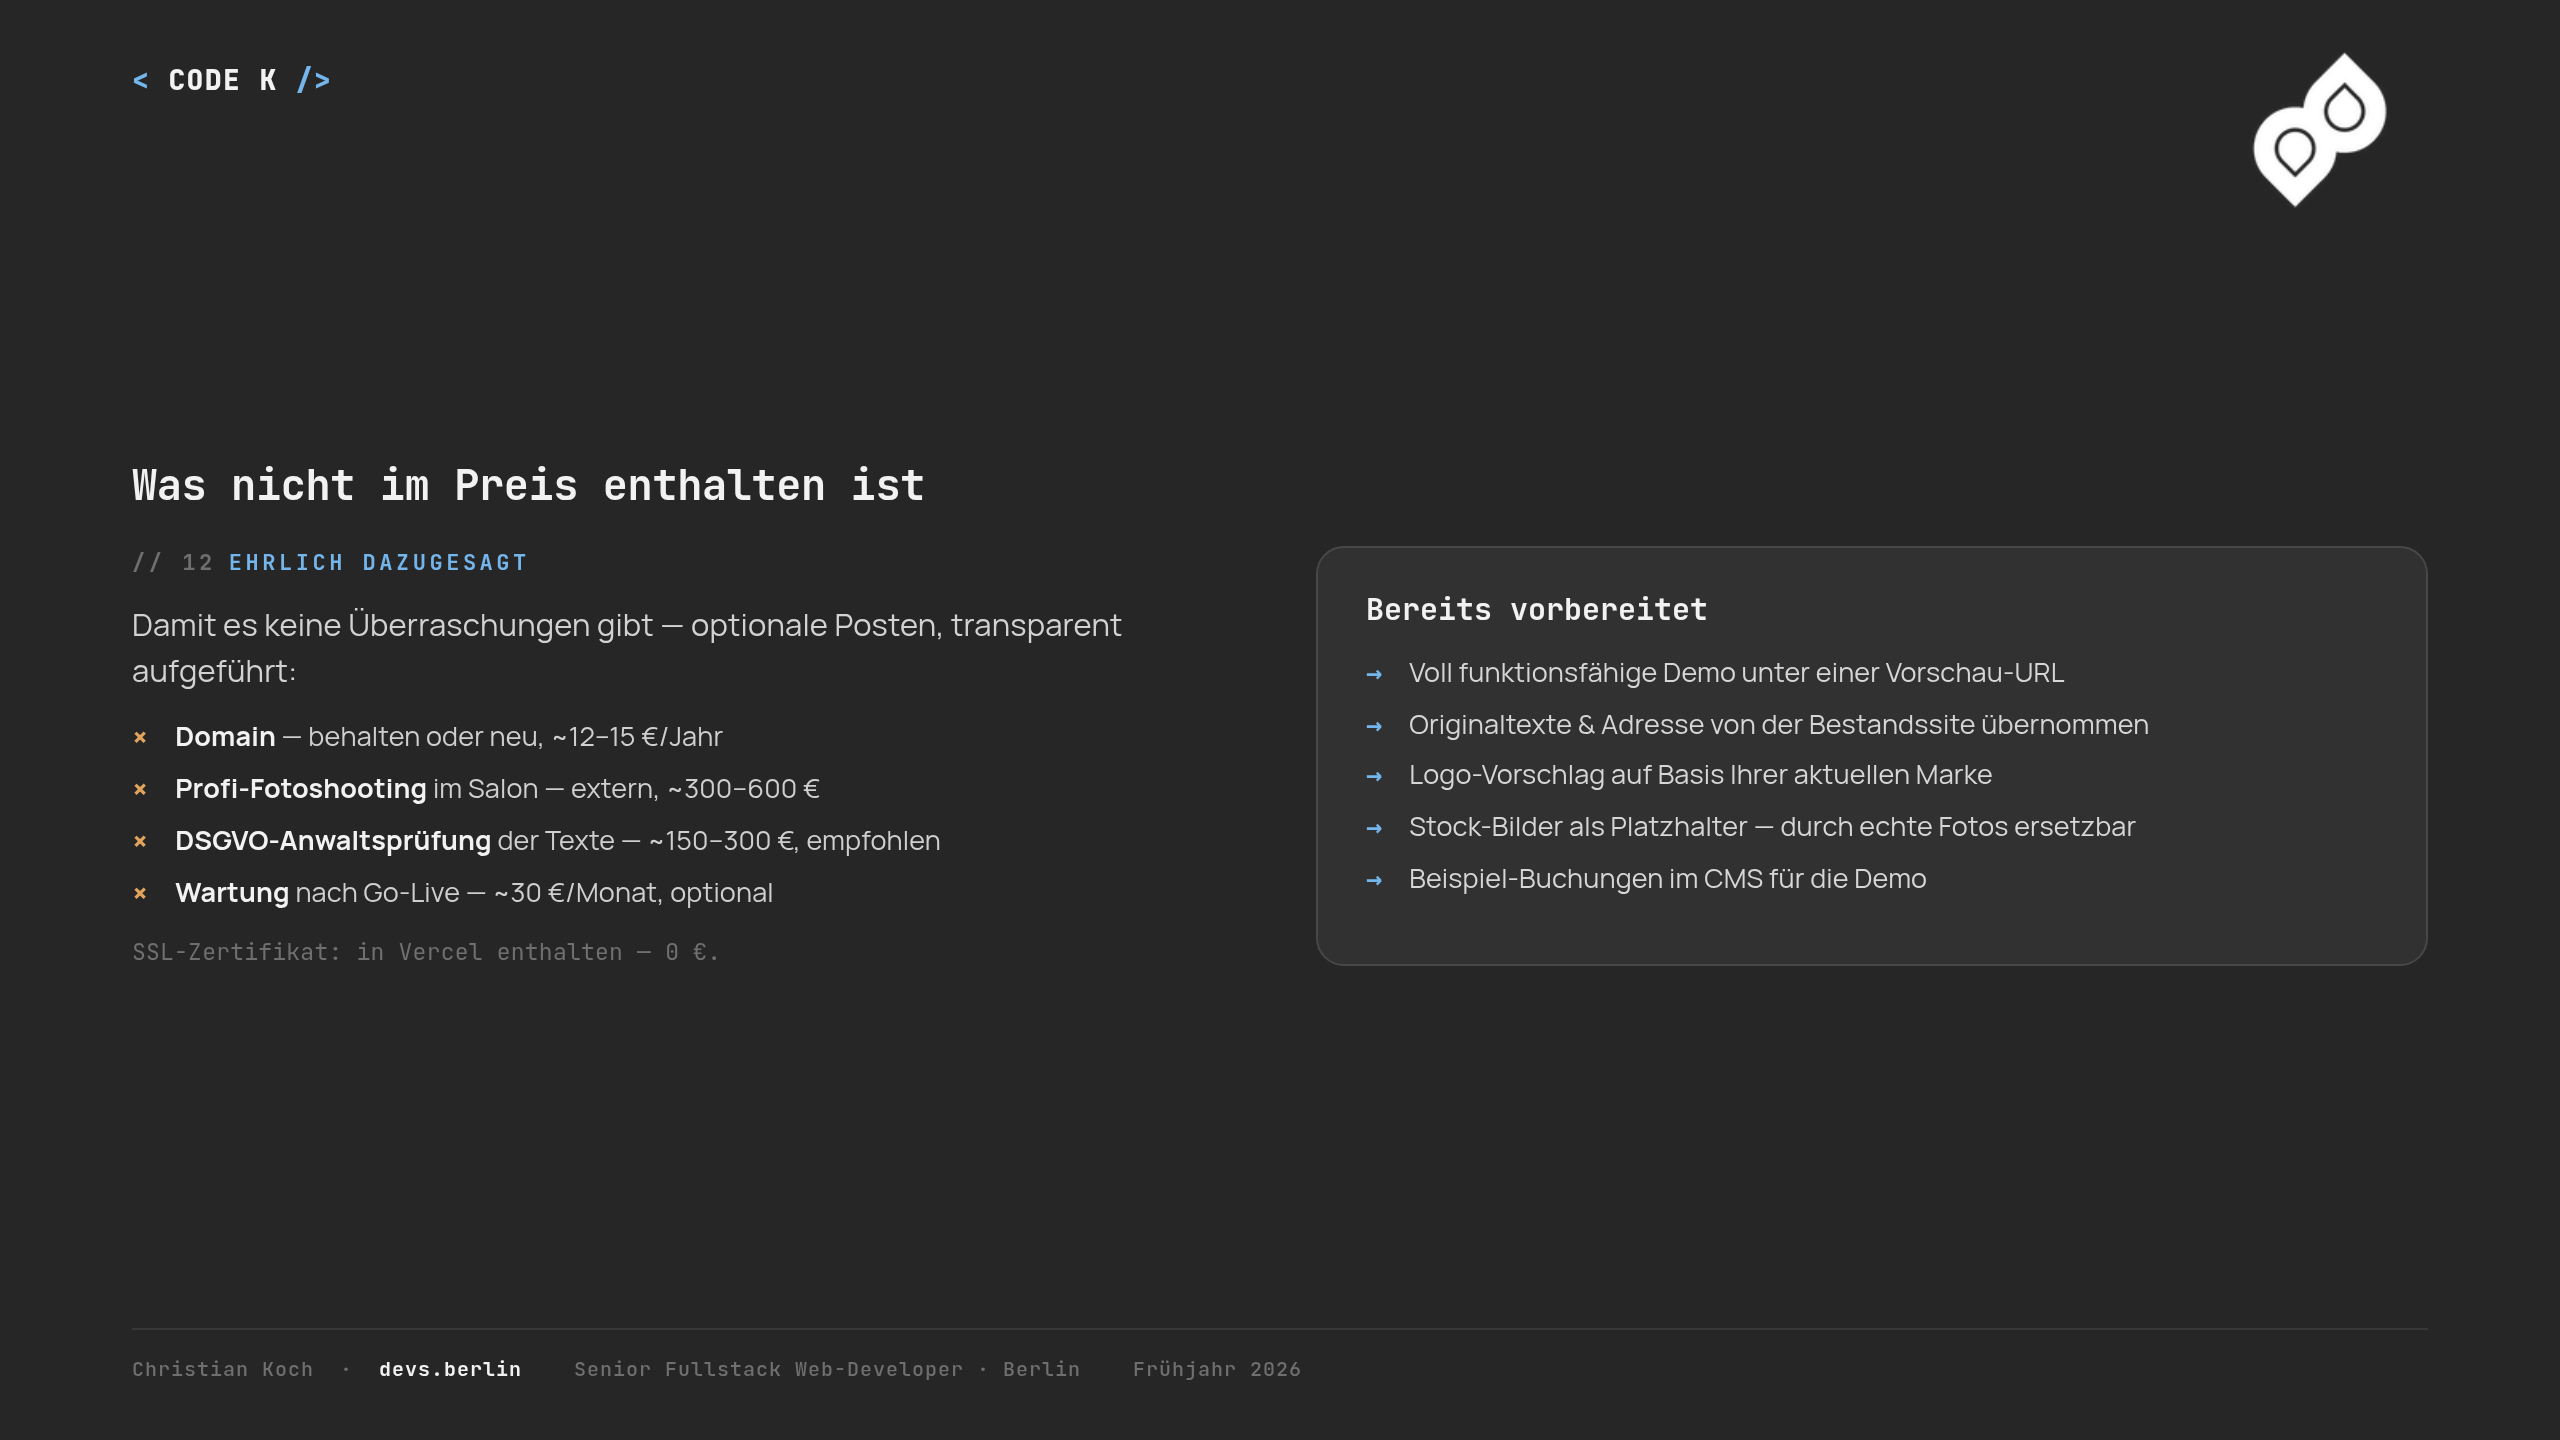 < CODE K />
Was nicht im Preis enthalten ist
// 12 EHRLICH DAZUGESAGT
Damit es keine Überraschungen gibt — optionale Posten, transparent
aufgeführt:
× Domain — behalten oder neu, ~12–15 €/Jahr
× Profi-Fotoshooting im Salon — extern, ~300–600 €
× DSGVO-Anwaltsprüfung der Texte — ~150–300 €, empfohlen
× Wartung nach Go-Live — ~30 €/Monat, optional
SSL-Zertifikat: in Vercel enthalten — 0 €.
Bereits vorbereitet
→ Voll funktionsfähige Demo unter einer Vorschau-URL
→ Originaltexte & Adresse von der Bestandssite übernommen
→ Logo-Vorschlag auf Basis Ihrer aktuellen Marke
→ Stock-Bilder als Platzhalter — durch echte Fotos ersetzbar
→ Beispiel-Buchungen im CMS für die Demo
Christian Koch · devs.berlin Senior Fullstack Web-Developer · Berlin Frühjahr 2026